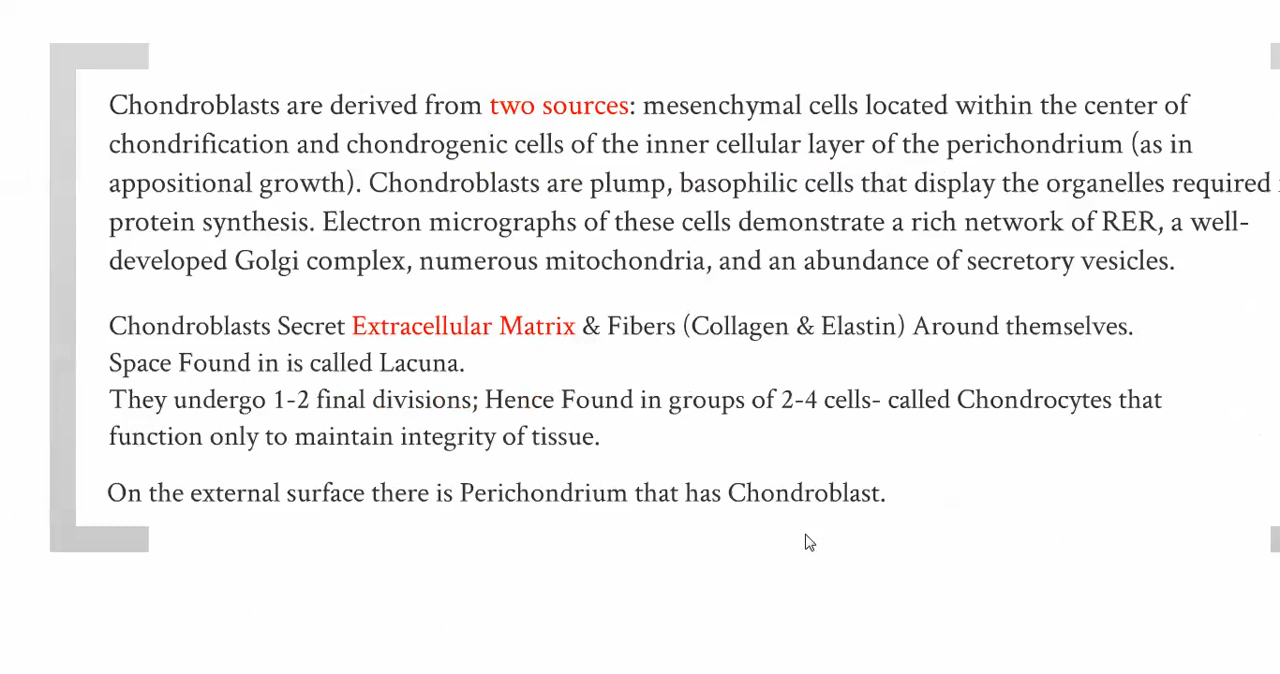 Chondroblasts are derived from two sources: mesenchymal cells located within the center of
chondrification and chondrogenic cells of the inner cellular layer of the perichondrium (as in
appositional growth). Chondroblasts are plump, basophilic cells that display the organelles required
protein synthesis. Electron micrographs of these cells demonstrate a rich network of RER, a well-
developed Golgi complex, numerous mitochondria, and an abundance of secretory vesicles.
Chondroblasts Secret Extracellular Matrix & Fibers (Collagen & Elastin) Around themselves.
Space Found in is called Lacuna.
They undergo 1-2 final divisions; Hence Found in groups of 2-4 cells- called Chondrocytes that
function only to maintain integrity of tissue.
On the external surface there is Perichondrium that has Chondroblast.